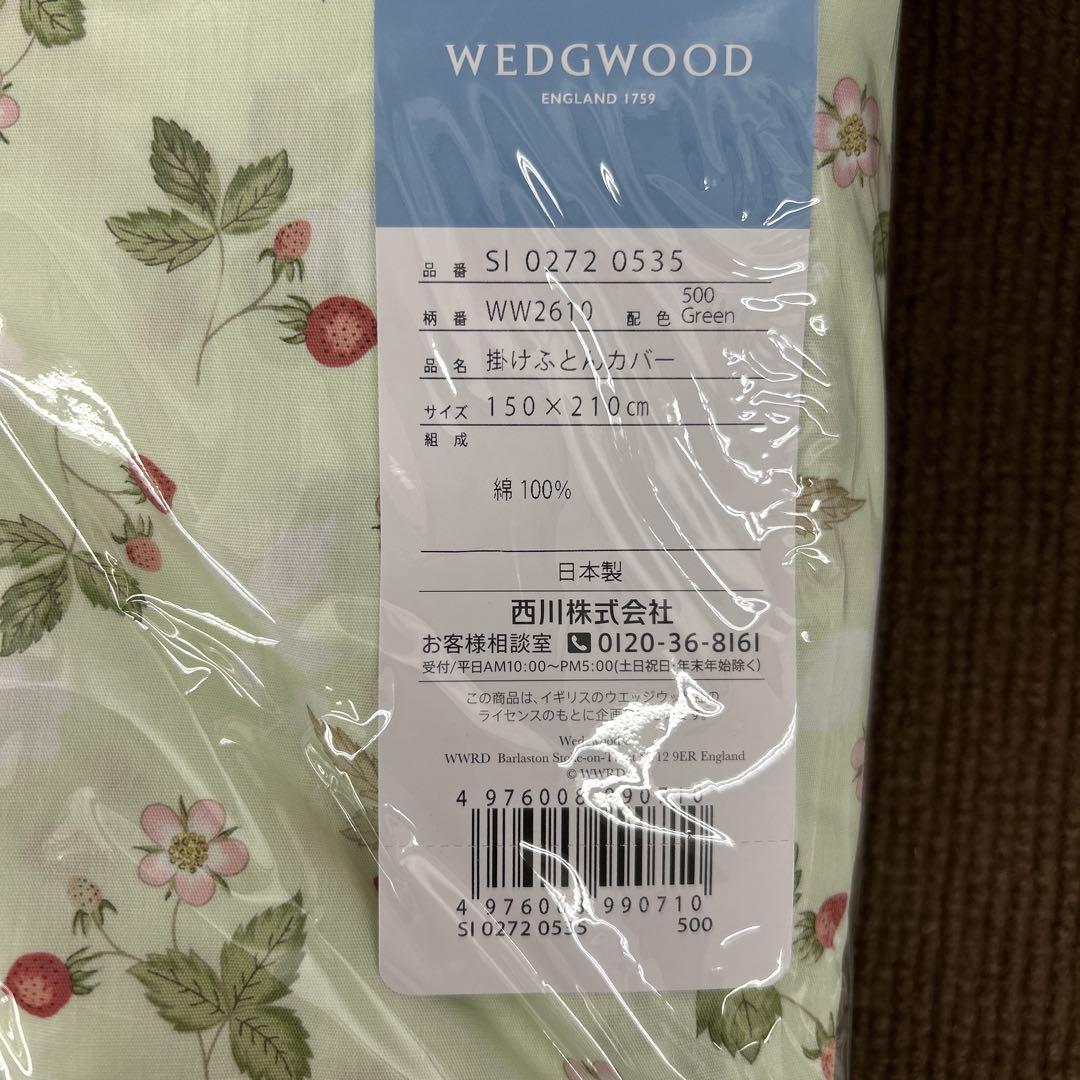 WEDGWOOD
ENGLAND 1759
品番 SI 0272 0535
柄番 WW2610 配色 500 Green
品名 掛けふとんカバー
サイズ 150×210cm
組成
綿 100%
日本製
西川株式会社
お客様相談室 0120-36-8161
受付/平日AM10:00〜PM5:00(土日祝日・年末年始除く)
この商品は、イギリスのウエッジウッド
ライセンスのもとに企画
WWRD Barlaston 9ER England
© WWRD
4 976008 990710
4 976008 990710
SI 0272 0535 500